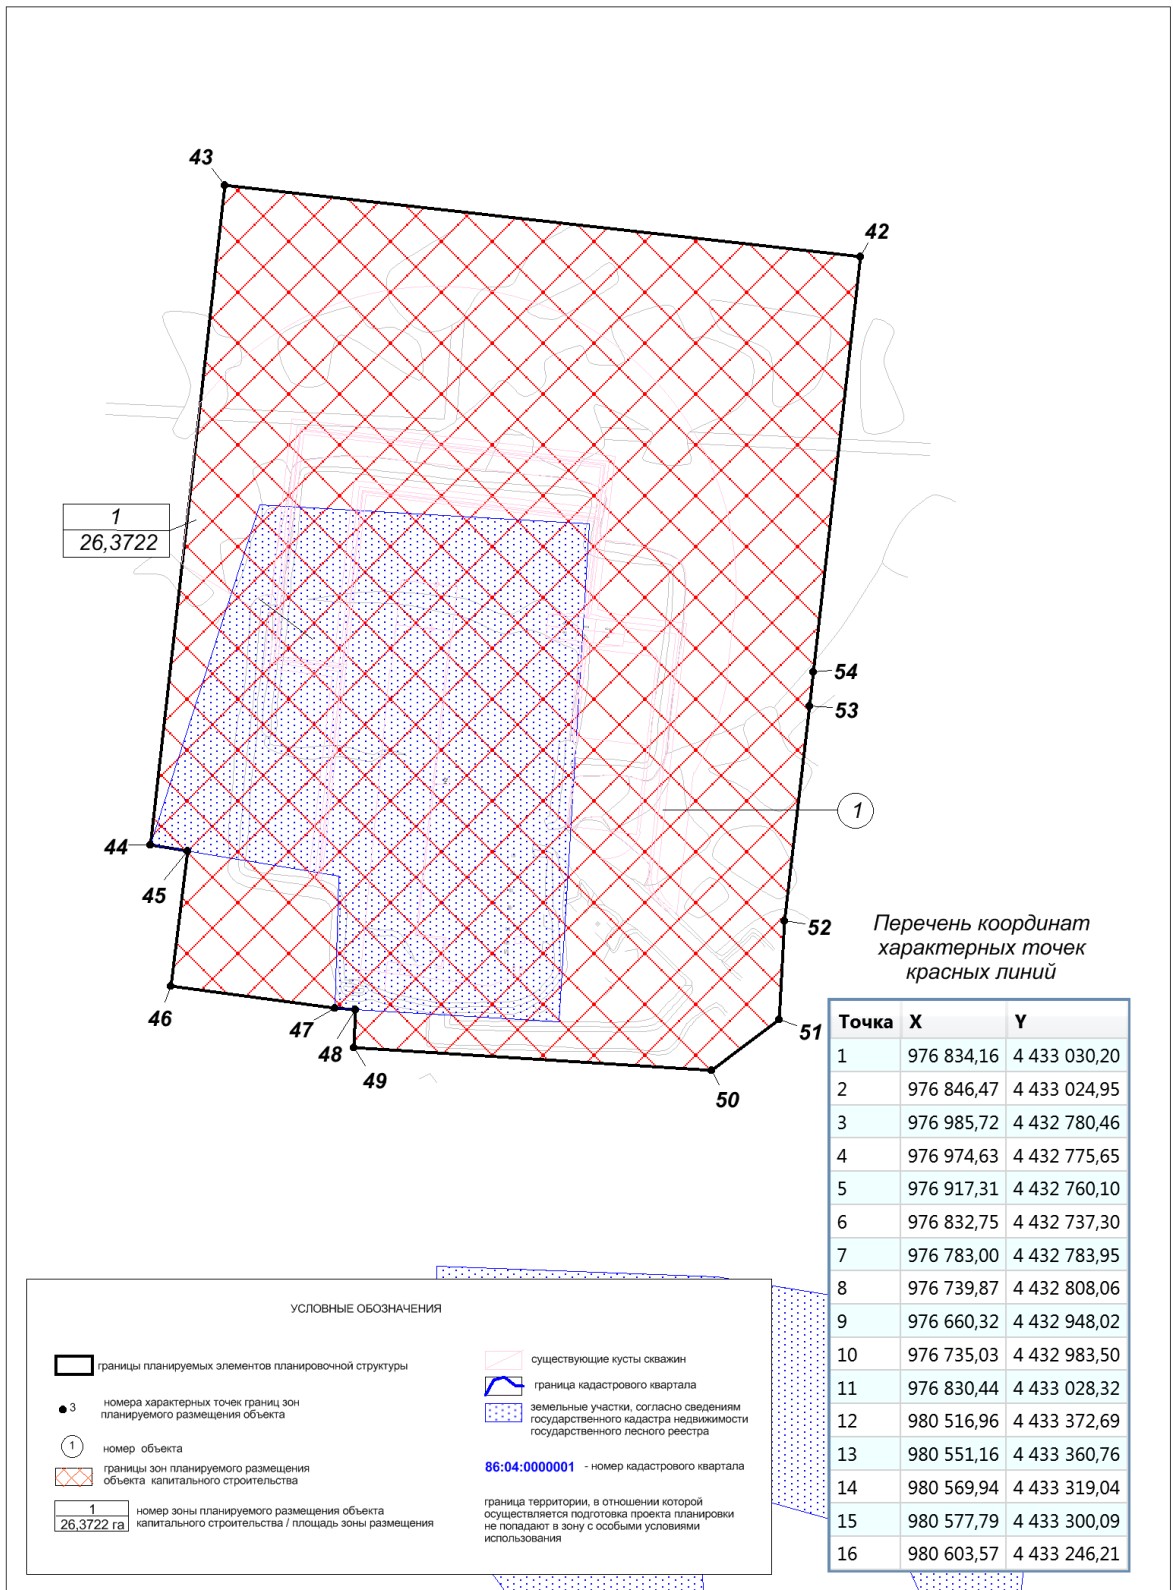 43
42
1
26,3722
54
53
1
44
45
52
46
47
48
49
51
50
Перечень координат
характерных точек
красных линий
Точка X Y
1 976 834,16 4 433 030,20
2 976 846,47 4 433 024,95
3 976 985,72 4 432 780,46
4 976 974,63 4 432 775,65
5 976 917,31 4 432 760,10
6 976 832,75 4 432 737,30
7 976 783,00 4 432 783,95
8 976 739,87 4 432 808,06
9 976 660,32 4 432 948,02
10 976 735,03 4 432 983,50
11 976 830,44 4 433 028,32
12 980 516,96 4 433 372,69
13 980 551,16 4 433 360,76
14 980 569,94 4 433 319,04
15 980 577,79 4 433 300,09
16 980 603,57 4 433 246,21
УСЛОВНЫЕ ОБОЗНАЧЕНИЯ
границы планируемых элементов планировочной структуры
3
номера характерных точек границ зон
планируемого размещения объекта
1
номер объекта
границы зон планируемого размещения
объекта капитального строительства
1
26,3722 га
номер зоны планируемого размещения объекта
капитального строительства / площадь зоны размещения
существующие кусты скважин
граница кадастрового квартала
земельные участки, согласно сведениям
государственного кадастра недвижимости
государственного лесного реестра
86:04:0000001 - номер кадастрового квартала
граница территории, в отношении которой
осуществляется подготовка проекта планировки
не попадают в зону с особыми условиями
использования